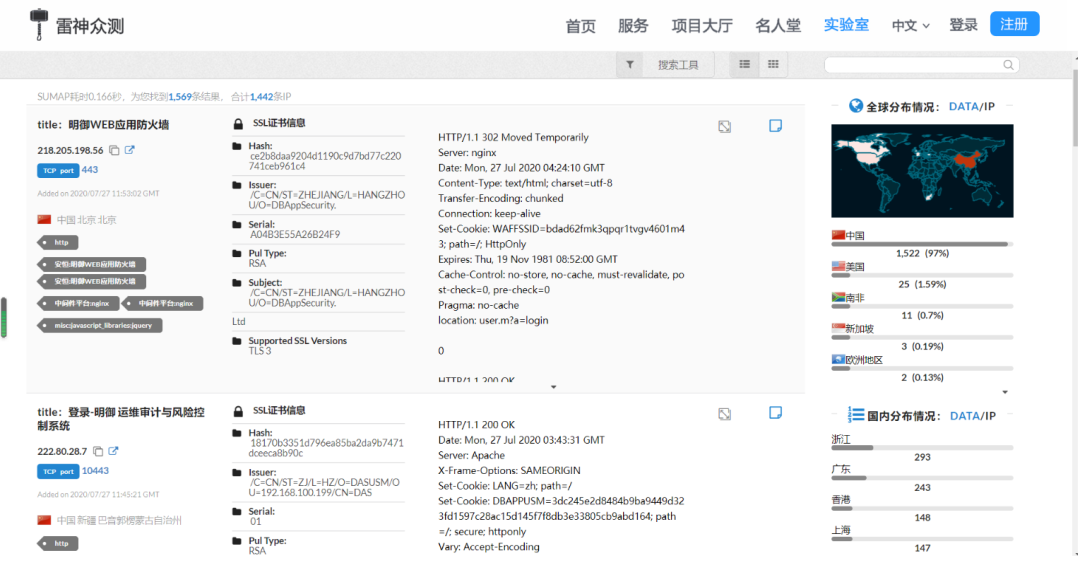 雷神众测
首页 服务 项目大厅 名人堂 实验室 中文 登录 注册
搜索工具
SUMAP耗时0.166秒，为您找到1,569条结果， 合计1,442条IP
title：明御WEB应用防火墙
218.205.198.56
TCP port 443
Added on 2020/07/27 11:53:02 GMT
中国 北京 北京
http
安恒:明御WEB应用防火墙
安恒:明御WEB应用防火墙
中间件平台:nginx 中间件平台:nginx
misc:javascript_libraries:jquery
SSL证书信息
Hash:
ce2b8daa9204d1190c9d7bd77c220
741ceb961c4
Issuer:
/C=CN/ST=ZHEJIANG/L=HANGZHO
U/O=DBAppSecurity.
Serial:
A04B3E55A26B24F9
Pul Type:
RSA
Subject:
/C=CN/ST=ZHEJIANG/L=HANGZHO
U/O=DBAppSecurity.
Ltd
Supported SSL Versions
TLS 3
HTTP/1.1 302 Moved Temporarily
Server: nginx
Date: Mon, 27 Jul 2020 04:24:10 GMT
Content-Type: text/html; charset=utf-8
Transfer-Encoding: chunked
Connection: keep-alive
Set-Cookie: WAFFSSID=bdad62fmk3qpqr1tvgv4601m4
3; path=/; HttpOnly
Expires: Thu, 19 Nov 1981 08:52:00 GMT
Cache-Control: no-store, no-cache, must-revalidate, po
st-check=0, pre-check=0
Pragma: no-cache
location: user.m?a=login
0
HTTP/1.1 200 OK
title：登录-明御 运维审计与风险控
制系统
222.80.28.7
TCP port 10443
Added on 2020/07/27 11:45:21 GMT
中国 新疆 巴音郭楞蒙古自治州
http
SSL证书信息
Hash:
18170b3351d796ea85ba2da9b7471
dceeca8b90c
Issuer:
/C=CN/ST=ZJ/L=HZ/O=DASUSM/O
U=192.168.100.199/CN=DAS
Serial:
01
Pul Type:
RSA
HTTP/1.1 200 OK
Date: Mon, 27 Jul 2020 03:43:31 GMT
Server: Apache
X-Frame-Options: SAMEORIGIN
Set-Cookie: LANG=zh; path=/
Set-Cookie: DBAPPUSM=3dc245e2d8484b9ba9449d32
3fd1597c28ac15d145f7f8db3e33805cb9abd164; path
=/; secure; httponly
Vary: Accept-Encoding
全球分布情况： DATA/IP
中国
1,522 (97%)
美国
25 (1.59%)
南非
11 (0.7%)
新加坡
3 (0.19%)
欧洲地区
2 (0.13%)
国内分布情况： DATA/IP
浙江
293
广东
243
香港
148
上海
147